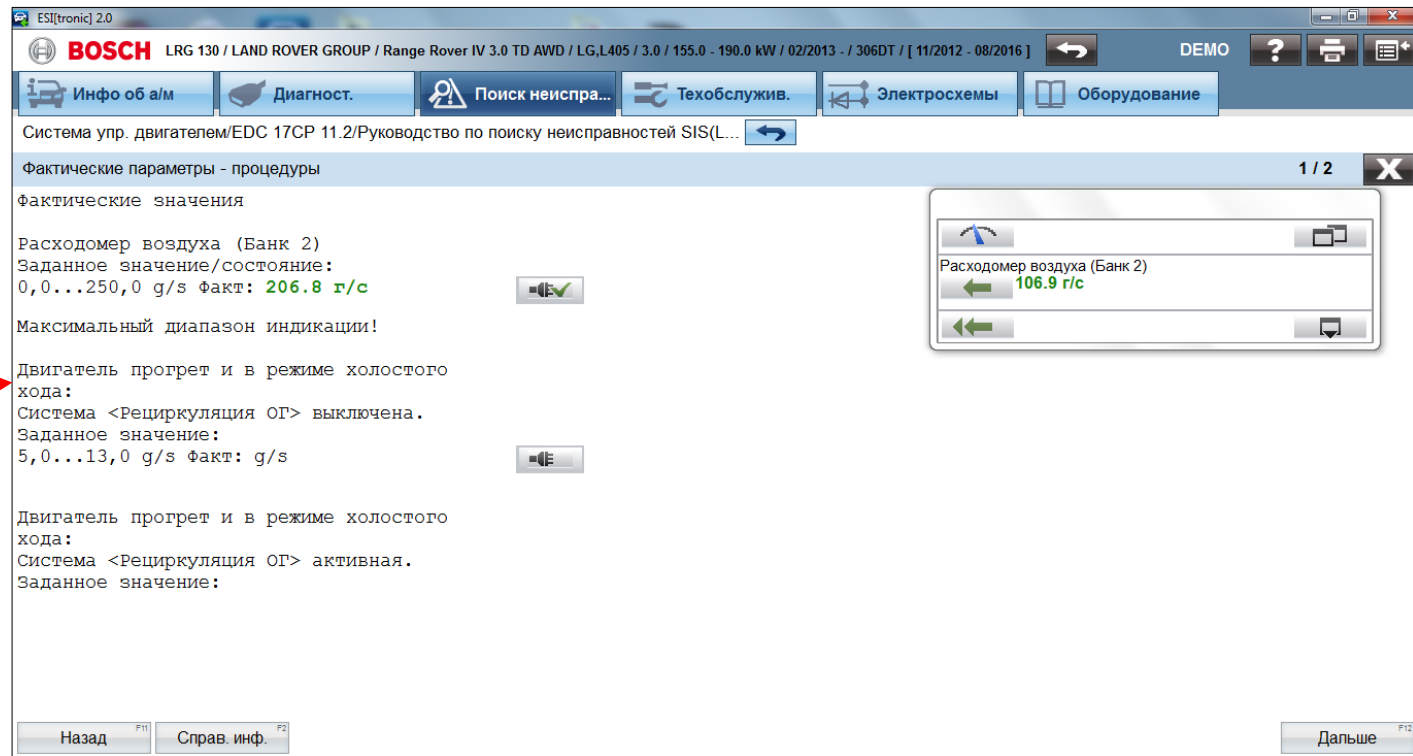 ESI[tronic] 2.0
BOSCH LRG 130 / LAND ROVER GROUP / Range Rover IV 3.0 TD AWD / LG,L405 / 3.0 / 155.0 - 190.0 kW / 02/2013 - / 306DT / [ 11/2012 - 08/2016 ] DEMO ?
Инфо об а/м Диагност. Поиск неиспра... Техобслужив. Электросхемы Оборудование
Система упр. двигателем/EDC 17CP 11.2/Руководство по поиску неисправностей SIS(L...
Фактические параметры - процедуры 1 / 2 X
Фактические значения
Расходомер воздуха (Банк 2)
Заданное значение/состояние:
0,0...250,0 g/s Факт: 206.8 г/с
Максимальный диапазон индикации!
Двигатель прогрет и в режиме холостого
хода:
Система <Рециркуляция ОГ> выключена.
Заданное значение:
5,0...13,0 g/s Факт: g/s
Двигатель прогрет и в режиме холостого
хода:
Система <Рециркуляция ОГ> активная.
Заданное значение:
Расходомер воздуха (Банк 2)
106.9 г/с
Назад F11 Справ. инф. F2 Дальше F12